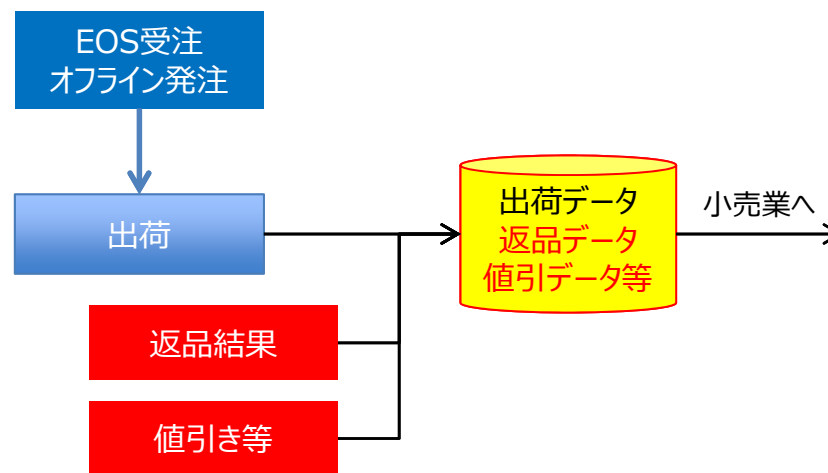 EOS受注
オフライン発注
出荷
返品結果
値引き等
出荷データ
返品データ
値引データ等
小売業へ